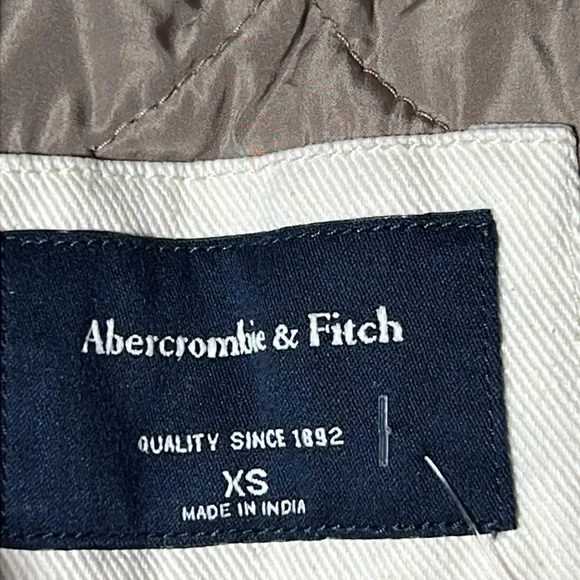 Abercrombie & Fitch
QUALITY SINCE 1892
XS
MADE IN INDIA